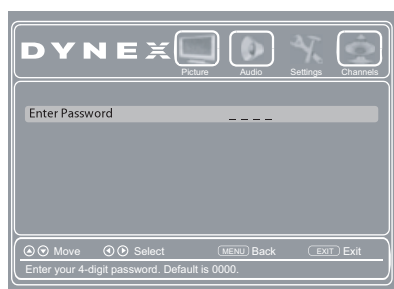 DYNEX
Picture Audio Settings Channels
Enter Password _ _ _ _
Move Select MENU Back EXIT Exit
Enter your 4-digit password. Default is 0000.